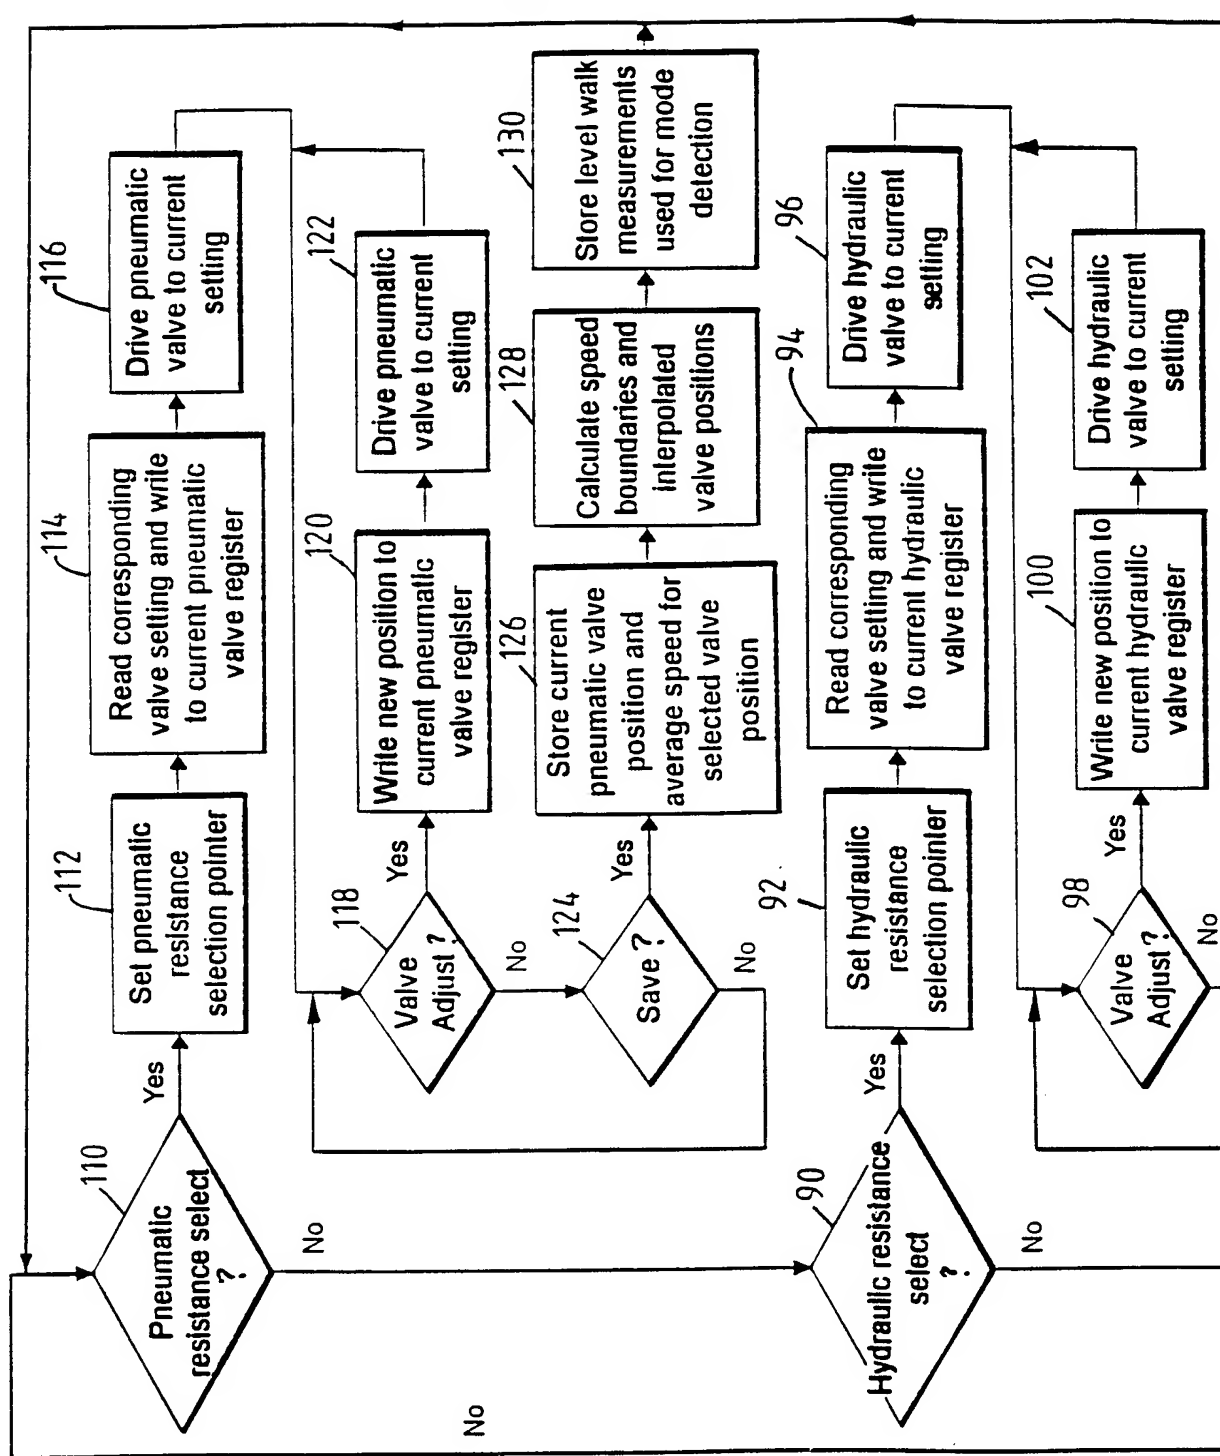 110
Pneumatic
resistance select
?
Yes
No
112
Set pneumatic
resistance
selection pointer
114
Read corresponding
valve setting and write
to current pneumatic
valve register
116
Drive pneumatic
valve to current
setting
118
Valve
Adjust ?
Yes
No
120
Write new position to
current pneumatic
valve register
122
Drive pneumatic
valve to current
setting
124
Save ?
Yes
No
126
Store current
pneumatic valve
position and
average speed for
selected valve
position
128
Calculate speed
boundaries and
interpolated
valve positions
130
Store level walk
measurements
used for mode
detection
90
Hydraulic resistance
select
?
Yes
No
92
Set hydraulic
resistance
selection pointer
94
Read corresponding
valve setting and write
to current hydraulic
valve register
96
Drive hydraulic
valve to current
setting
98
Valve
Adjust ?
Yes
No
100
Write new position to
current hydraulic
valve register
102
Drive hydraulic
valve to current
setting
No